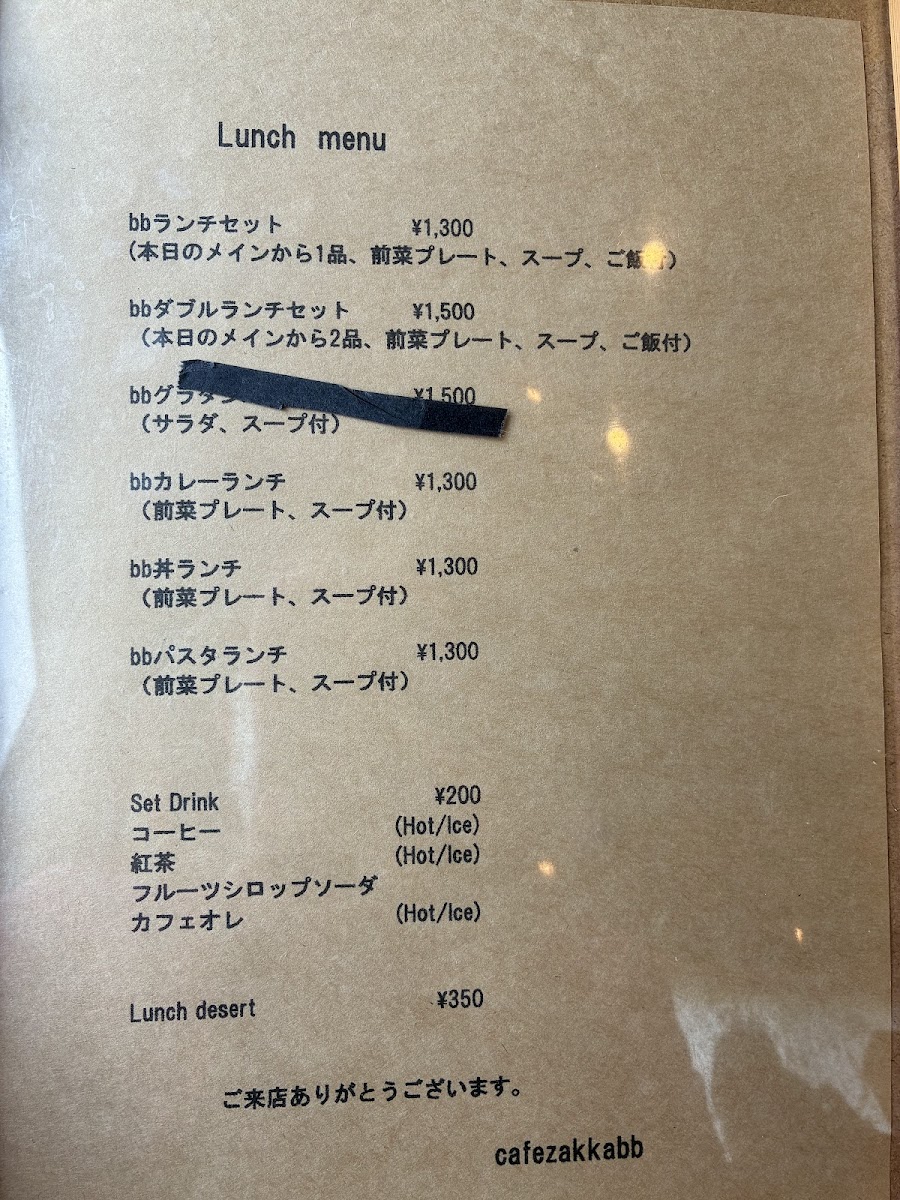 Lunch menu
bbランチセット ¥1,300
(本日のメインから1品、前菜プレート、スープ、ご飯付)
bbダブルランチセット ¥1,500
(本日のメインから2品、前菜プレート、スープ、ご飯付)
bbグラタン ¥1,500
(サラダ、スープ付)
bbカレーランチ ¥1,300
(前菜プレート、スープ付)
bb丼ランチ ¥1,300
(前菜プレート、スープ付)
bbパスタランチ ¥1,300
(前菜プレート、スープ付)
Set Drink ¥200
コーヒー (Hot/Ice)
紅茶 (Hot/Ice)
フルーツシロップソーダ
カフェオレ (Hot/Ice)
Lunch desert ¥350
ご来店ありがとうございます。
cafezakkabb